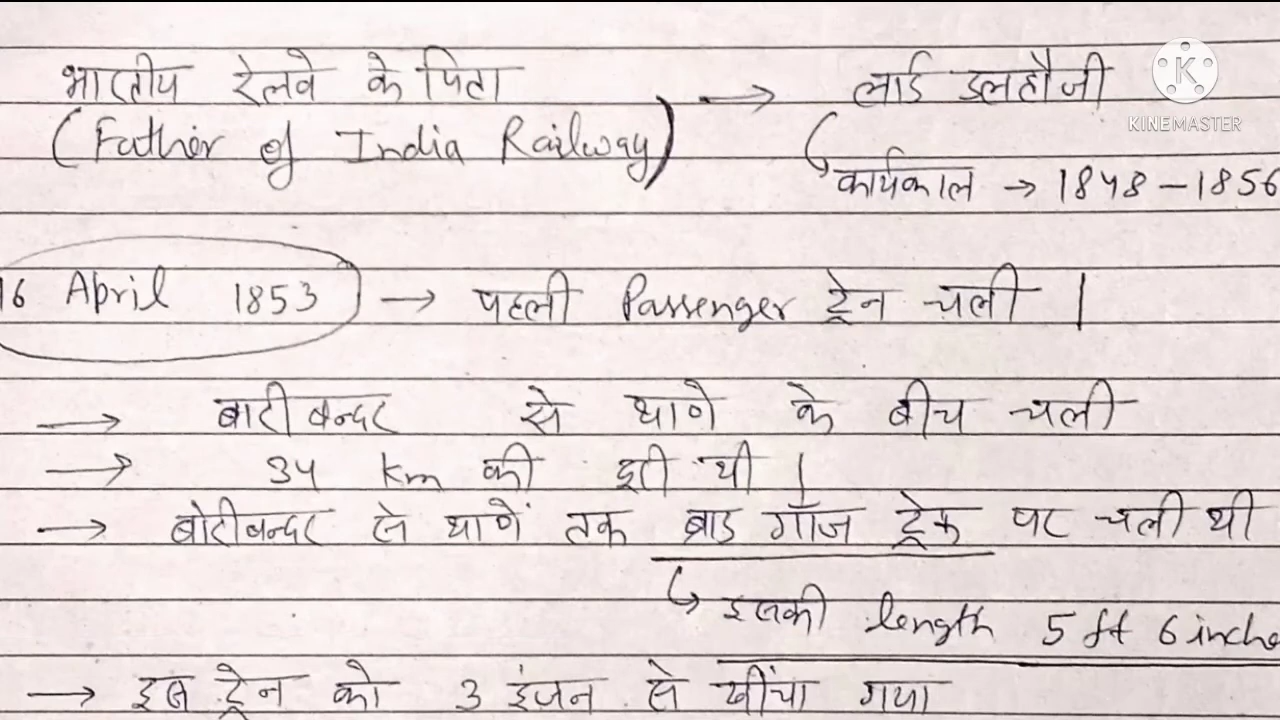 भारतीय रेलवे के पिता → लार्ड डलहौजी
(Father of India Railway)
कार्यकाल → 1848 - 1856
16 April 1853 → पहली Passenger ट्रेन चली |
→ बाटीबन्दर से थाणे के बीच चली
→ 34 km की दूरी थी |
→ बोटीबन्दर से थाणें तक ब्राड गॉज ट्रेक पर चली थी
इसकी length 5 ft 6 inche
→ इस ट्रेन को 3 इंजन से खींचा गया
KINEMASTER